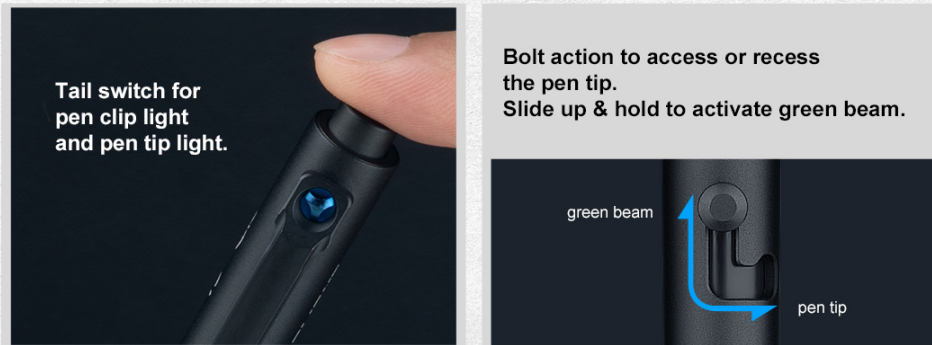 Tail switch for
pen clip light
and pen tip light.
Bolt action to access or recess
the pen tip.
Slide up & hold to activate green beam.
green beam
pen tip